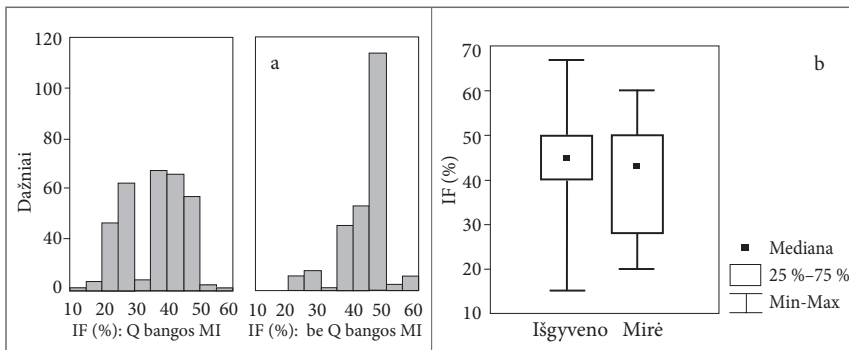 120
100
80
60
40
0
Dažniai
10 20 30 40 50 60
IF (%): Q bangos MI
a
10 20 30 40 50 60
IF (%): be Q bangos MI
b
70
60
50
40
30
20
10
IF (%)
Išgyveno Mirė
Mediana
25 %–75 %
Min-Max